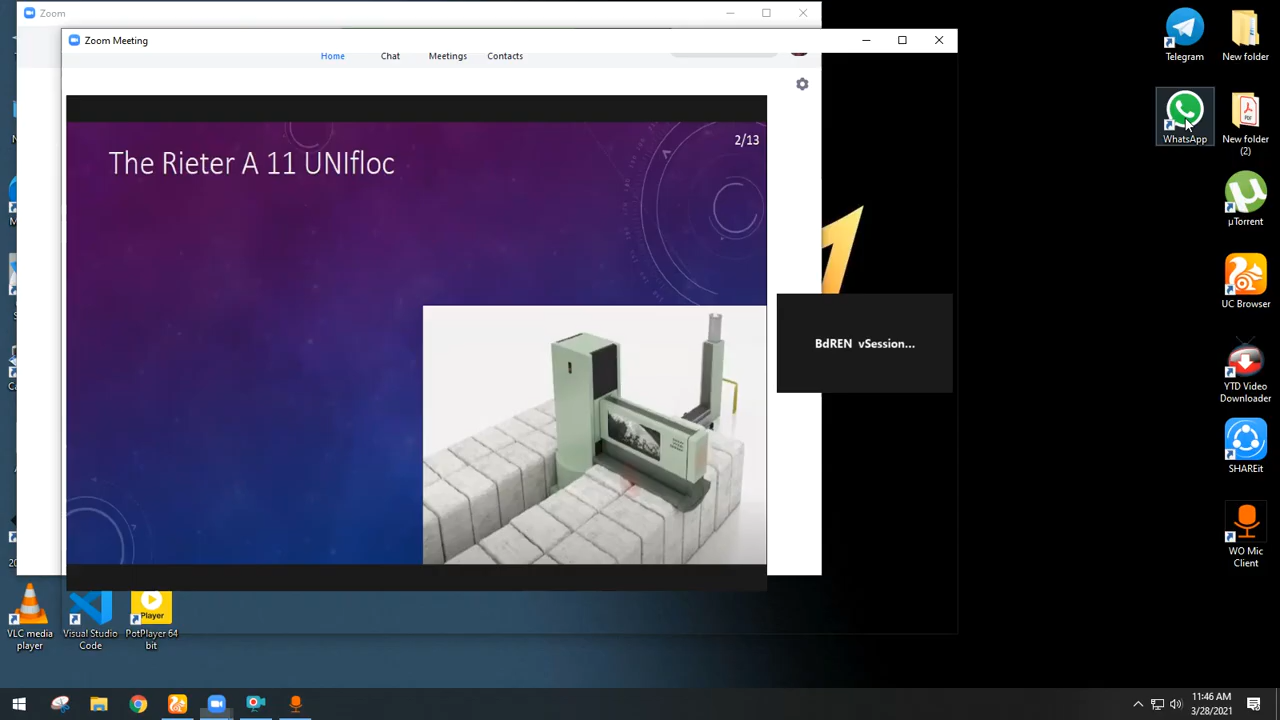 Zoom
Zoom Meeting
Home
Chat
Meetings
Contacts
2/13
The Rieter A 11 UNIfloc
BdREN vSession...
Telegram
New folder
WhatsApp
New folder
(2)
µTorrent
UC Browser
YTD Video
Downloader
SHAREit
WO Mic
Client
VLC media
player
Visual Studio
Code
PotPlayer 64
bit
Player
PDF
11:46 AM
3/28/2021